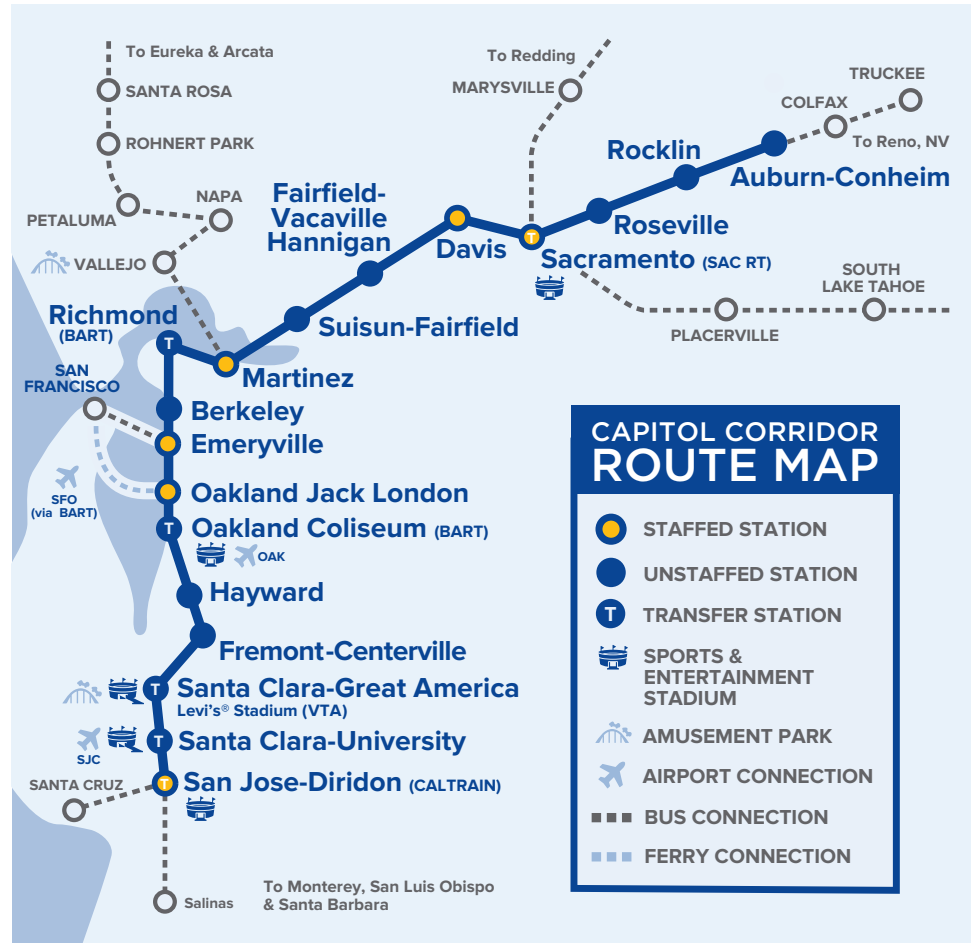 To Eureka & Arcata
SANTA ROSA
ROHNERT PARK
PETALUMA
NAPA
VALLEJO
To Redding
MARYSVILLE
TRUCKEE
COLFAX
To Reno, NV
Rocklin
Auburn-Conheim
Roseville
Fairfield-
Vacaville
Hannigan
Davis
T
Sacramento (SAC RT)
SOUTH
LAKE TAHOE
PLACERVILLE
Suisun-Fairfield
Richmond
(BART)
T
Martinez
SAN
FRANCISCO
Berkeley
Emeryville
SFO
(via BART)
Oakland Jack London
T
Oakland Coliseum (BART)
OAK
Hayward
Fremont-Centerville
T
Santa Clara-Great America
Levi's® Stadium (VTA)
T
Santa Clara-University
SJC
SANTA CRUZ
T
San Jose-Diridon (CALTRAIN)
Salinas
To Monterey, San Luis Obispo
& Santa Barbara
CAPITOL CORRIDOR
ROUTE MAP
STAFFED STATION
UNSTAFFED STATION
T
TRANSFER STATION
SPORTS &
ENTERTAINMENT
STADIUM
AMUSEMENT PARK
AIRPORT CONNECTION
BUS CONNECTION
FERRY CONNECTION